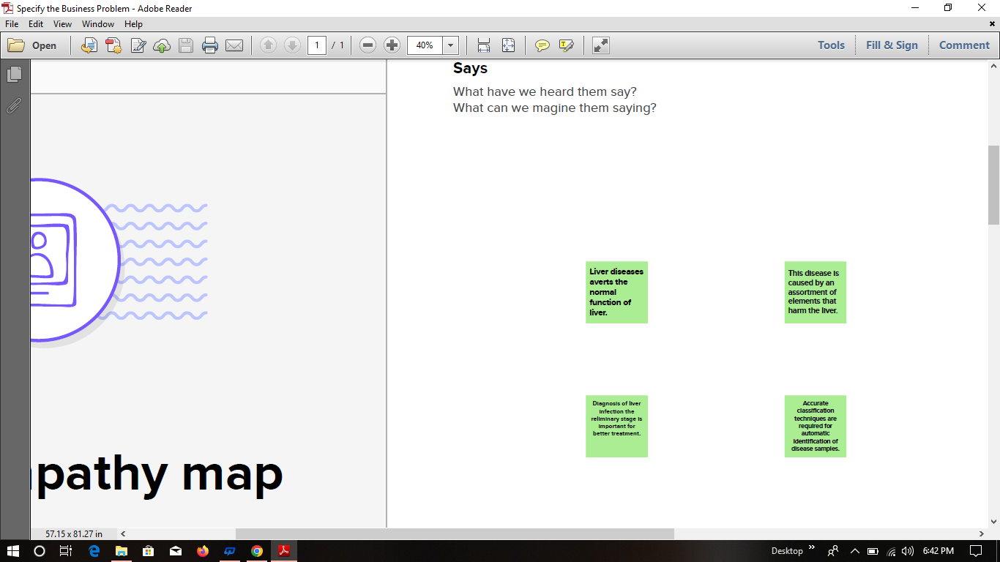 Specify the Business Problem - Adobe Reader
File Edit View Window Help
Open
1 / 1
40%
Tools
Fill & Sign
Comment
Says
What have we heard them say?
What can we magine them saying?
Liver diseases
averts the
normal
function of
liver.
This disease is
caused by an
assortment of
elements that
harm the liver.
Diagnosis of liver
infection the
reliminary stage is
important for
better treatment.
Accurate
classification
techniques are
required for
automatic
identification of
disease samples.
pathy map
57.15 x 81.27 in
Desktop
6:42 PM